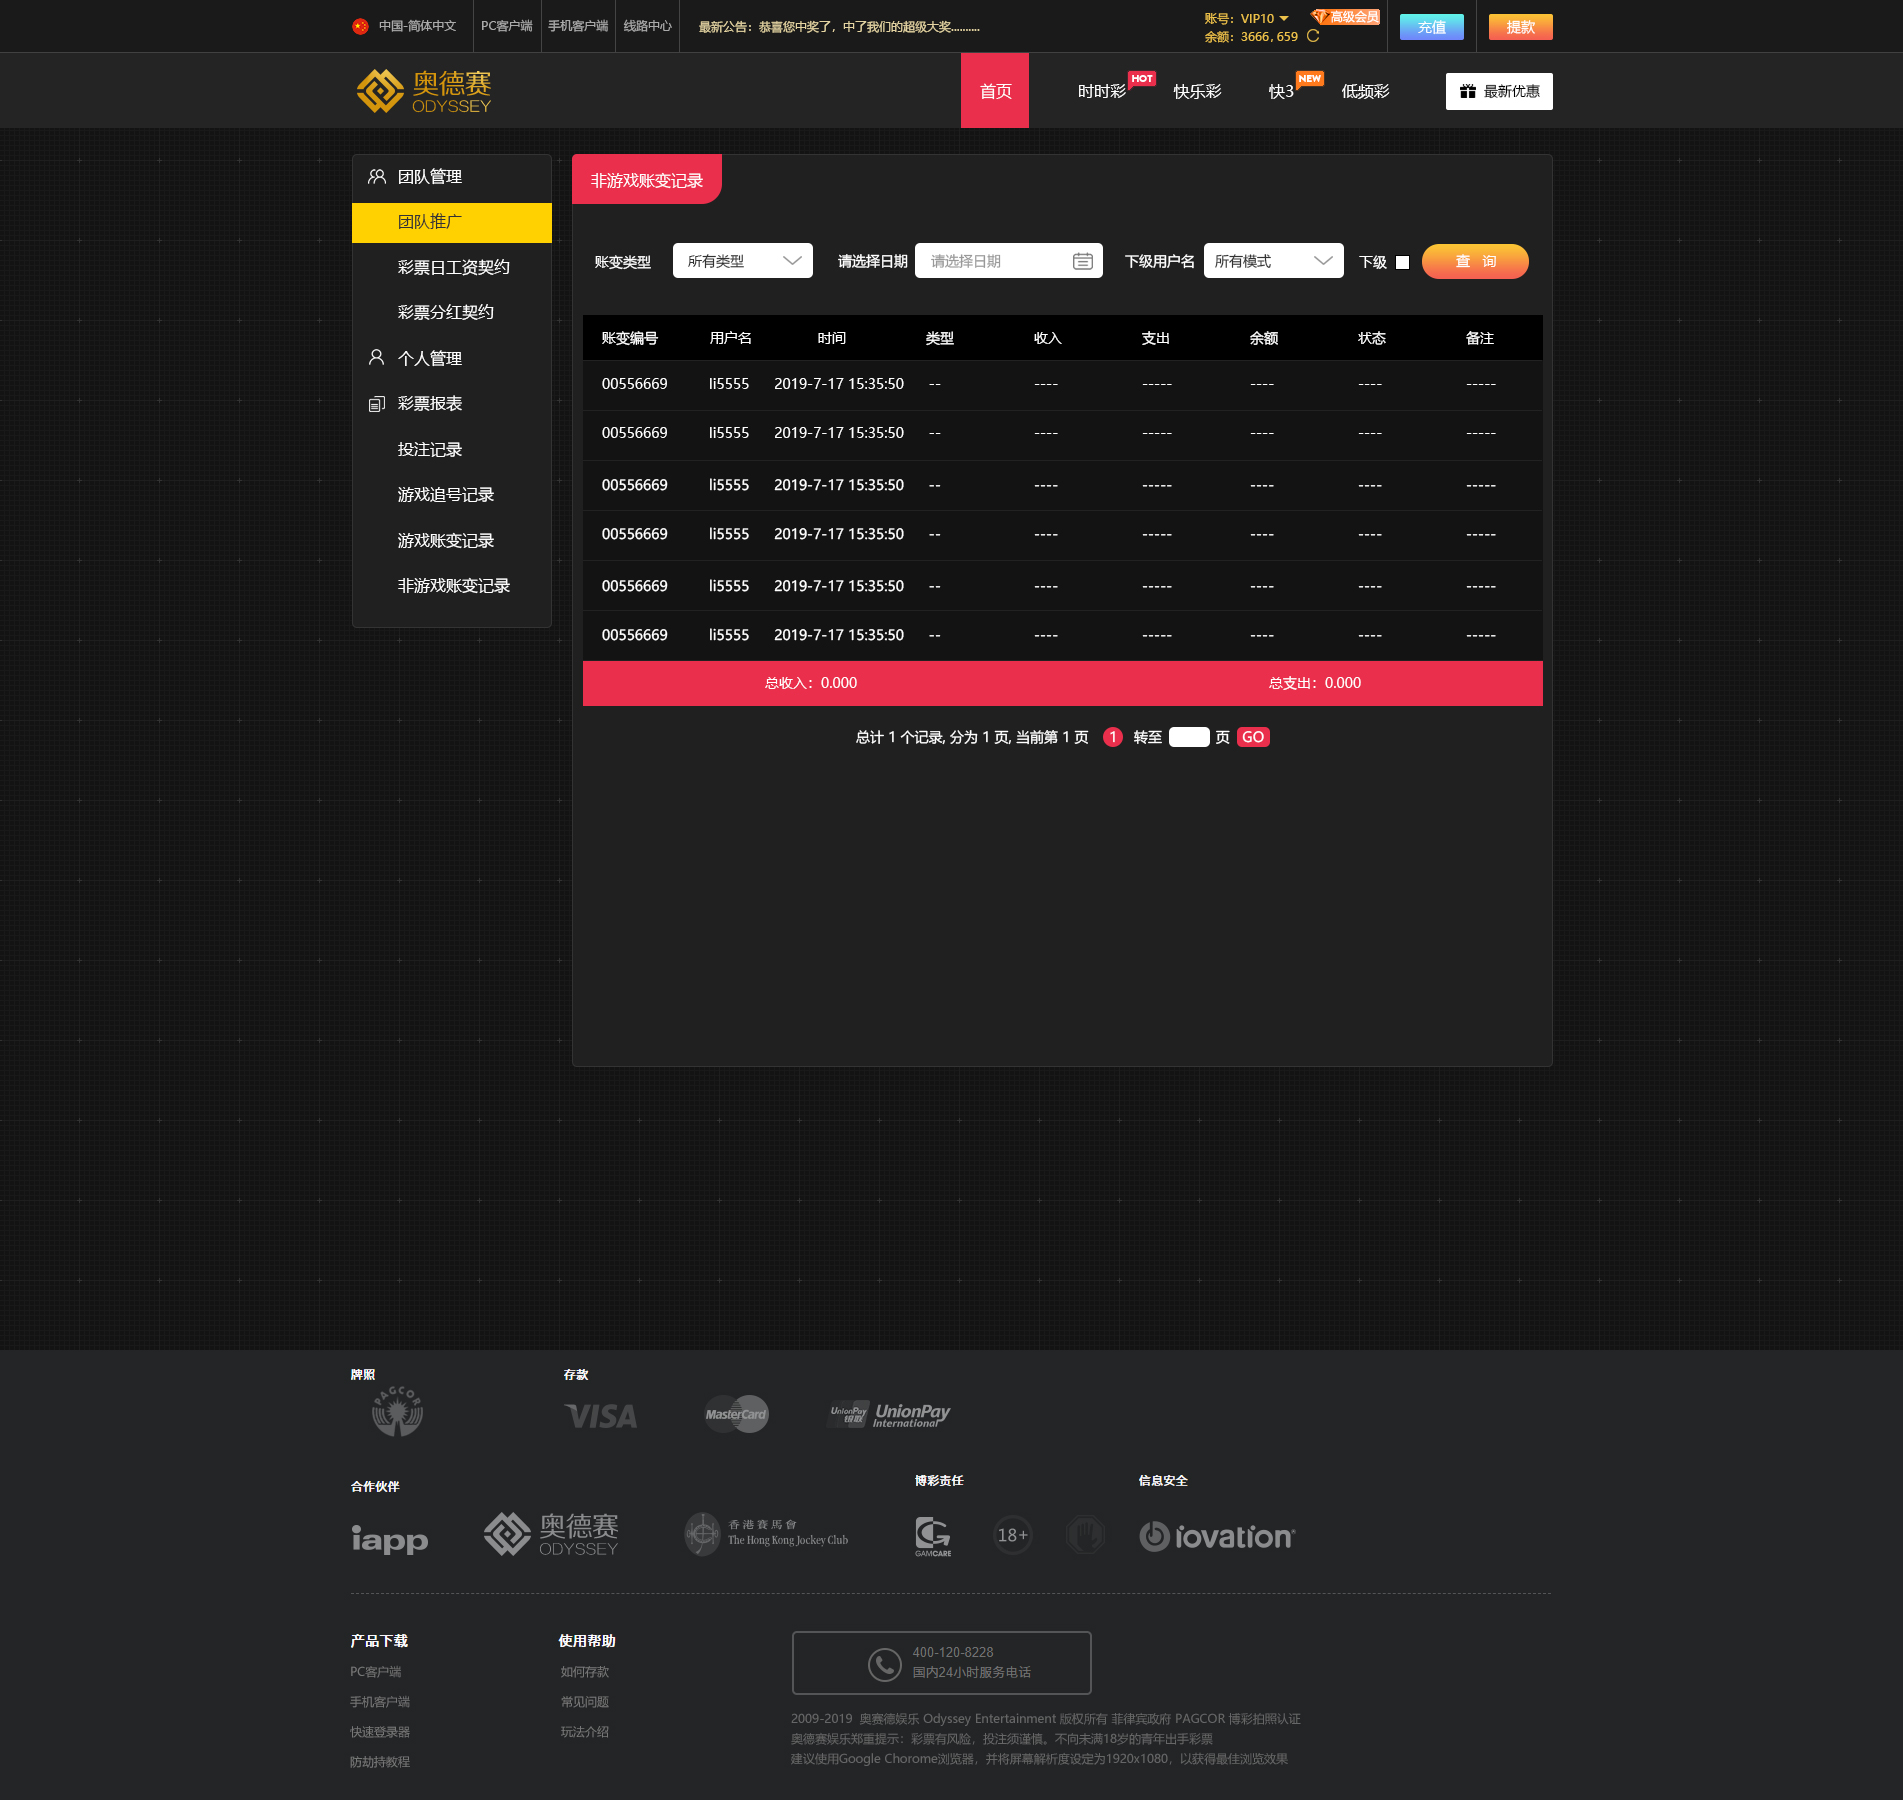 中国-简体中文 PC客户端 手机客户端 线路中心 最新公告：恭喜您中奖了，中了我们的超级大奖.......... 账号：VIP10 高级会员 充值 提款
余额：3666,659
奥德赛 ODYSSEY 首页 时时彩 HOT 快乐彩 快3 NEW 低频彩 最新优惠
团队管理
团队推广
彩票日工资契约
彩票分红契约
个人管理
彩票报表
投注记录
游戏追号记录
游戏账变记录
非游戏账变记录
非游戏账变记录
账变类型 所有类型 请选择日期 请选择日期 下级用户名 所有模式 下级 查 询
账变编号 用户名 时间 类型 收入 支出 余额 状态 备注
00556669 li5555 2019-7-17 15:35:50 -- ---- ----- ---- ---- -----
00556669 li5555 2019-7-17 15:35:50 -- ---- ----- ---- ---- -----
00556669 li5555 2019-7-17 15:35:50 -- ---- ----- ---- ---- -----
00556669 li5555 2019-7-17 15:35:50 -- ---- ----- ---- ---- -----
00556669 li5555 2019-7-17 15:35:50 -- ---- ----- ---- ---- -----
00556669 li5555 2019-7-17 15:35:50 -- ---- ----- ---- ---- -----
总收入：0.000 总支出：0.000
总计 1 个记录, 分为 1 页, 当前第 1 页 1 转至 页 GO
牌照 存款
PAGCOR VISA MasterCard UnionPay 银联 UnionPay International
合作伙伴 博彩责任 信息安全
iapp 奥德赛 ODYSSEY 香港賽馬會 The Hong Kong Jockey Club GAMCARE 18+ iovation
产品下载
PC客户端
手机客户端
快速登录器
防劫持教程
使用帮助
如何存款
常见问题
玩法介绍
400-120-8228
国内24小时服务电话
2009-2019 奥赛德娱乐 Odyssey Entertainment 版权所有 菲律宾政府 PAGCOR 博彩拍照认证
奥德赛娱乐郑重提示：彩票有风险，投注须谨慎。不向未满18岁的青年出手彩票
建议使用Google Chorome浏览器，并将屏幕解析度设定为1920x1080，以获得最佳浏览效果